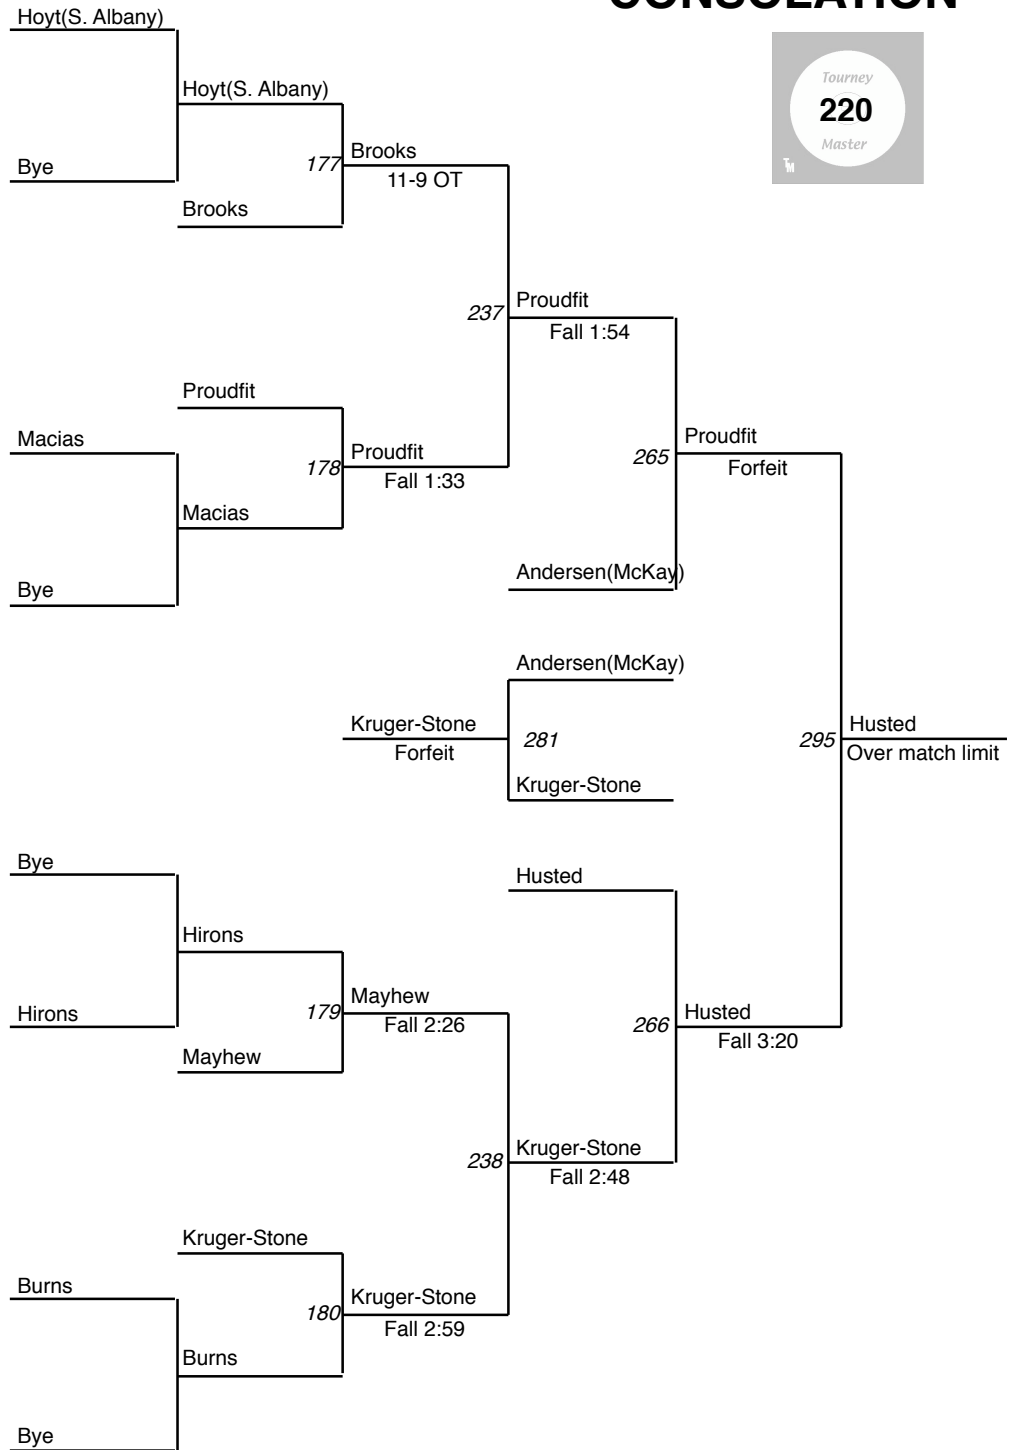 CONSOLATION
Hoyt(S. Albany)
Tourney
220
Master
TM
Hoyt(S. Albany)
Bye
177
Brooks
11-9 OT
Brooks
237
Proudfit
Fall 1:54
Proudfit
Macias
178
Proudfit
Fall 1:33
265
Proudfit
Forfeit
Macias
Bye
Andersen(McKay)
Andersen(McKay)
Kruger-Stone
Forfeit
281
295
Husted
Over match limit
Kruger-Stone
Bye
Husted
Hirons
Hirons
179
Mayhew
Fall 2:26
266
Husted
Fall 3:20
Mayhew
238
Kruger-Stone
Fall 2:48
Kruger-Stone
Burns
180
Kruger-Stone
Fall 2:59
Burns
Bye